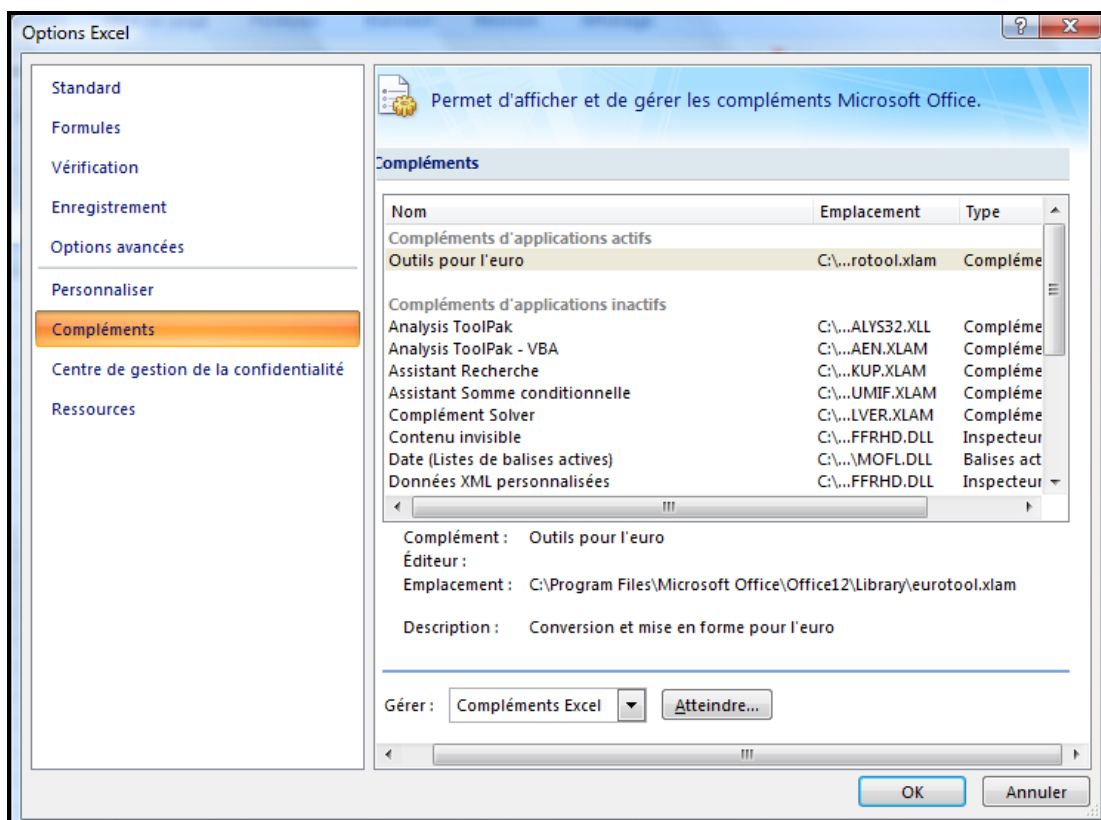 Options Excel
Standard
Formules
Vérification
Enregistrement
Options avancées
Personnaliser
Compléments
Centre de gestion de la confidentialité
Ressources
Permet d'afficher et de gérer les compléments Microsoft Office.
Compléments
Nom Emplacement Type
Compléments d'applications actifs
Outils pour l'euro C:\...rotool.xlam Compléme
Compléments d'applications inactifs
Analysis ToolPak C:\...ALYS32.XLL Compléme
Analysis ToolPak - VBA C:\...AEN.XLAM Compléme
Assistant Recherche C:\...KUP.XLAM Compléme
Assistant Somme conditionnelle C:\...UMIF.XLAM Compléme
Complément Solver C:\...LVER.XLAM Compléme
Contenu invisible C:\...FFRHD.DLL Inspecteur
Date (Listes de balises actives) C:\...\MOFL.DLL Balises act
Données XML personnalisées C:\...FFRHD.DLL Inspecteur
Complément : Outils pour l'euro
Éditeur :
Emplacement : C:\Program Files\Microsoft Office\Office12\Library\eurotool.xlam
Description : Conversion et mise en forme pour l'euro
Gérer : Compléments Excel Atteindre...
OK Annuler